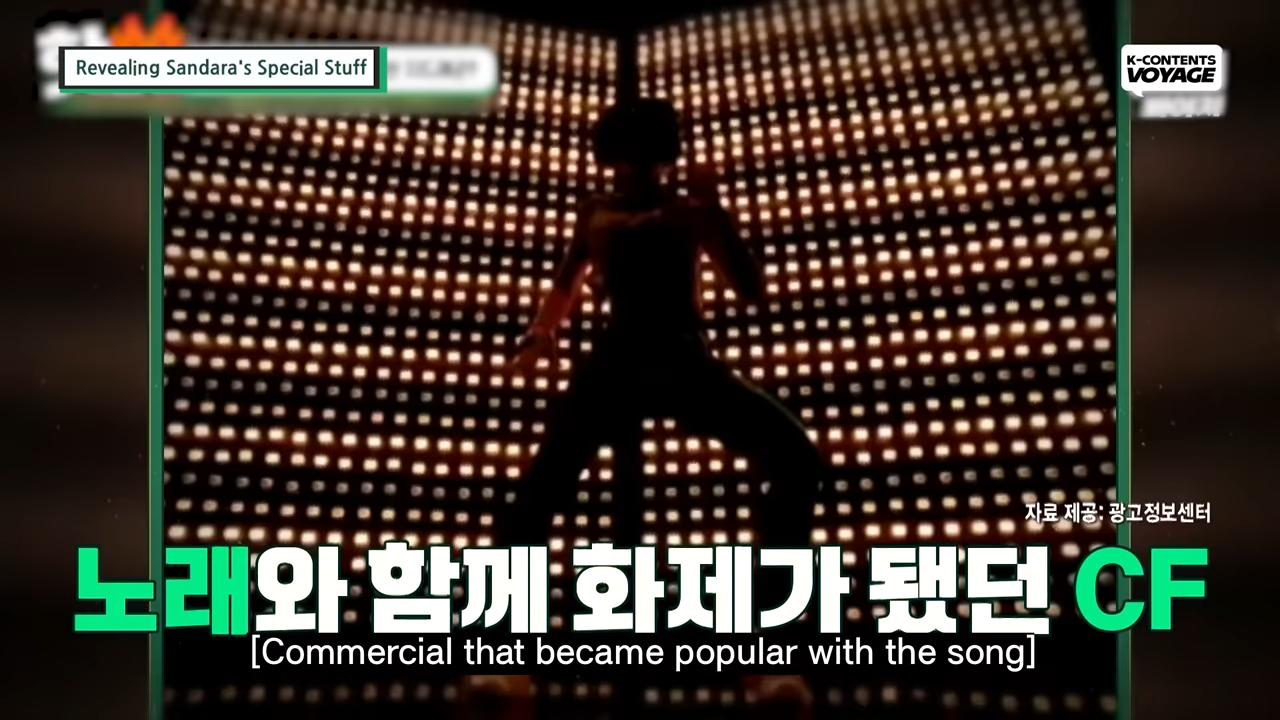 Revealing Sandara's Special Stuff
K-CONTENTS
VOYAGE
자료 제공: 광고정보센터
노래와 함께 화제가 됐던 CF
[Commercial that became popular with the song]